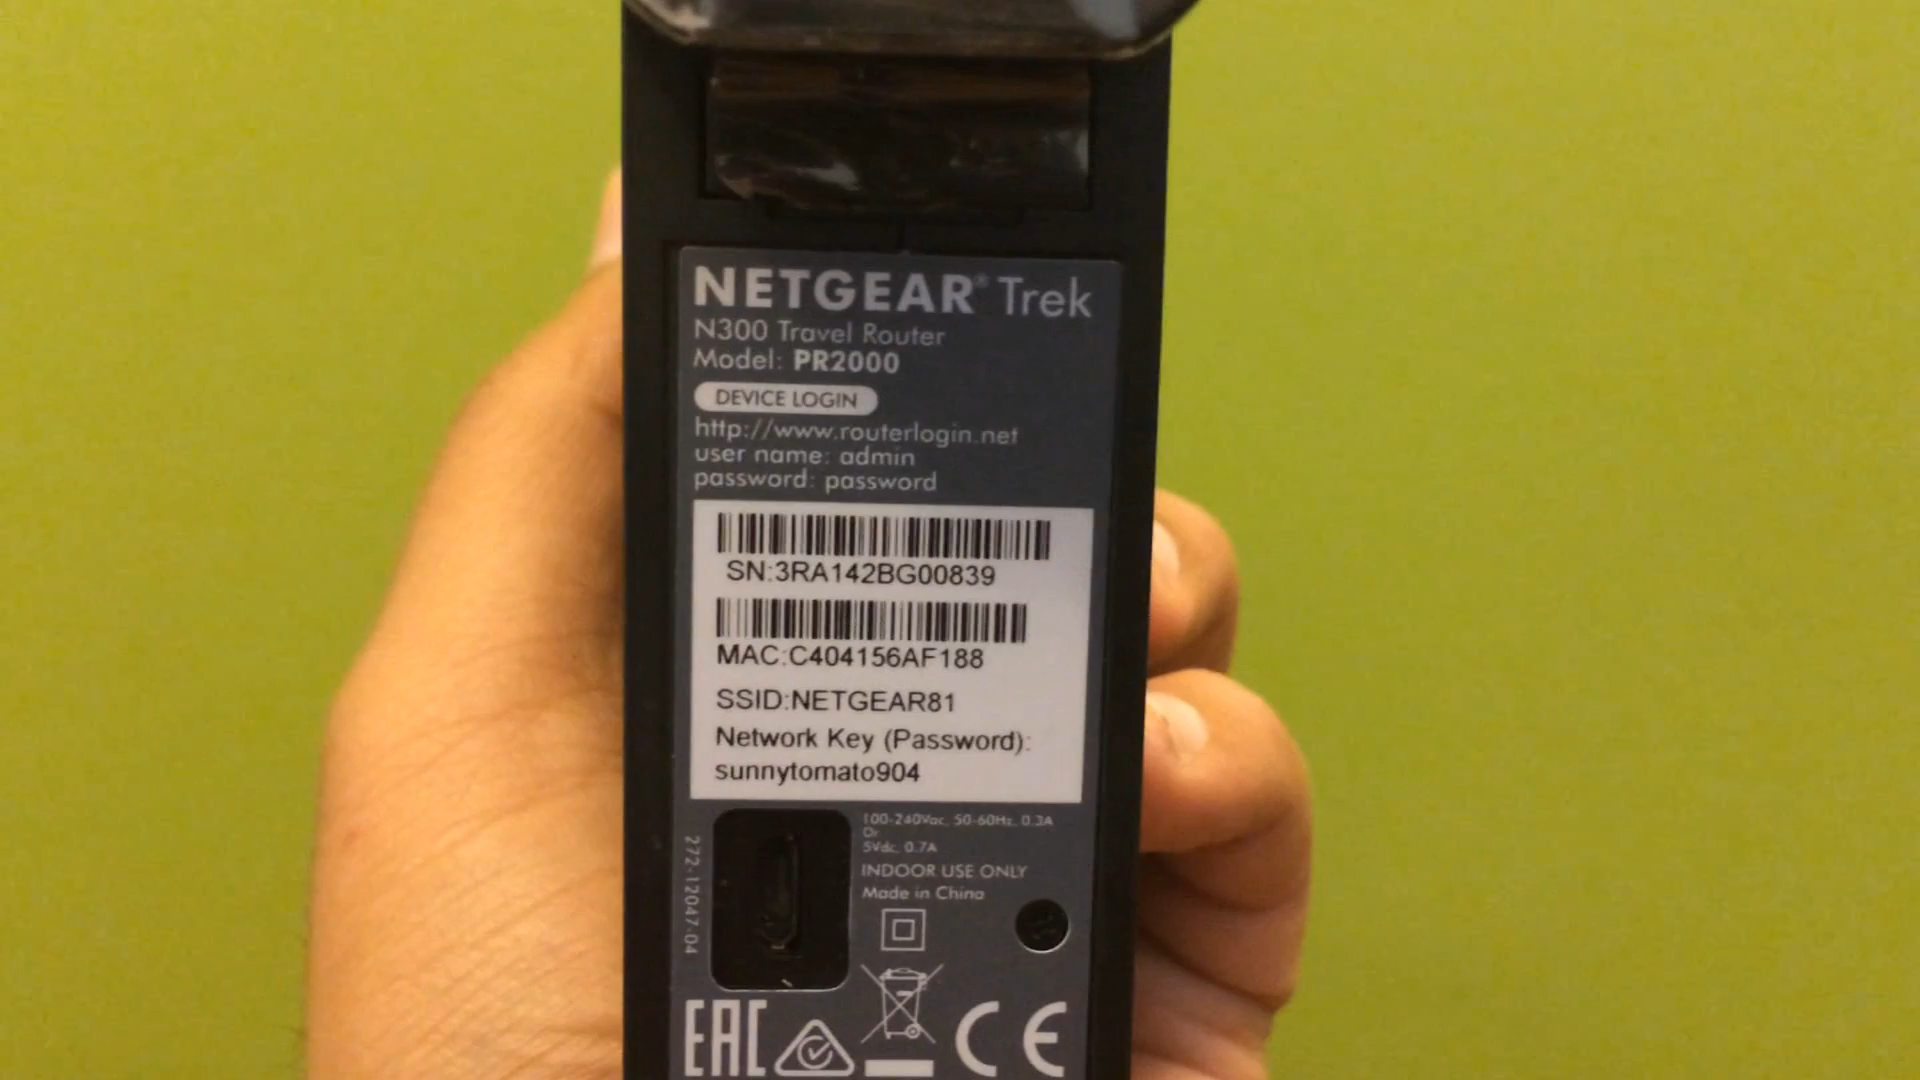 NETGEAR® Trek
N300 Travel Router
Model: PR2000
DEVICE LOGIN
http://www.routerlogin.net
user name: admin
password: password
SN:3RA142BG00839
MAC:C404156AF188
SSID:NETGEAR81
Network Key (Password):
sunnytomato904
100-240Vac, 50-60Hz, 0.3A
Or
5Vdc, 0.7A
INDOOR USE ONLY
Made in China
272-12047-04
EAC
CE